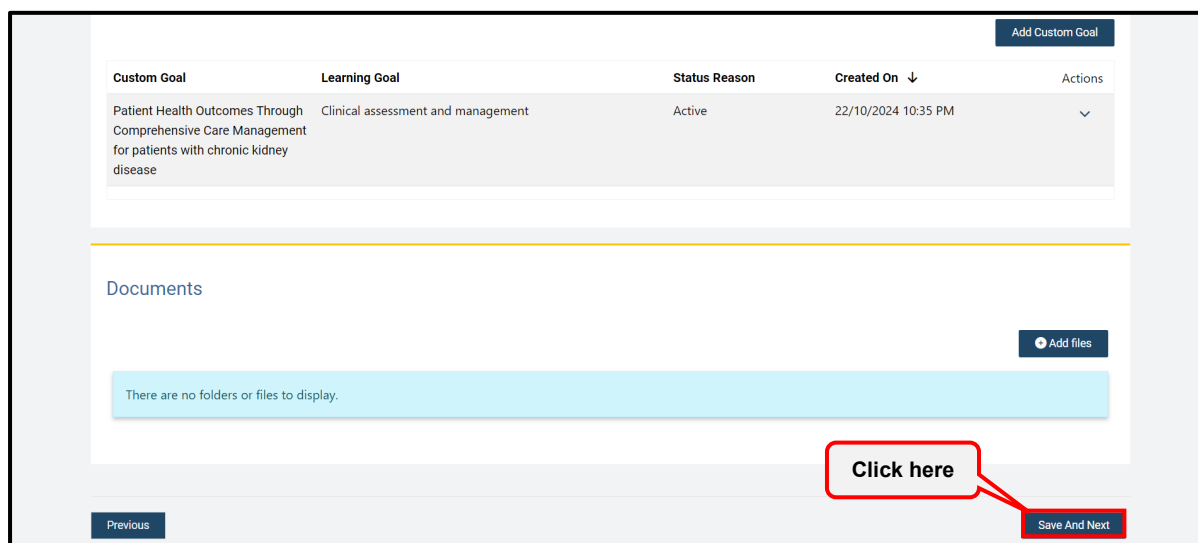 Add Custom Goal
Custom Goal Learning Goal Status Reason Created On Actions
Patient Health Outcomes Through Clinical assessment and management Active 22/10/2024 10:35 PM
Comprehensive Care Management
for patients with chronic kidney
disease
Documents
Add files
There are no folders or files to display.
Click here
Previous Save And Next